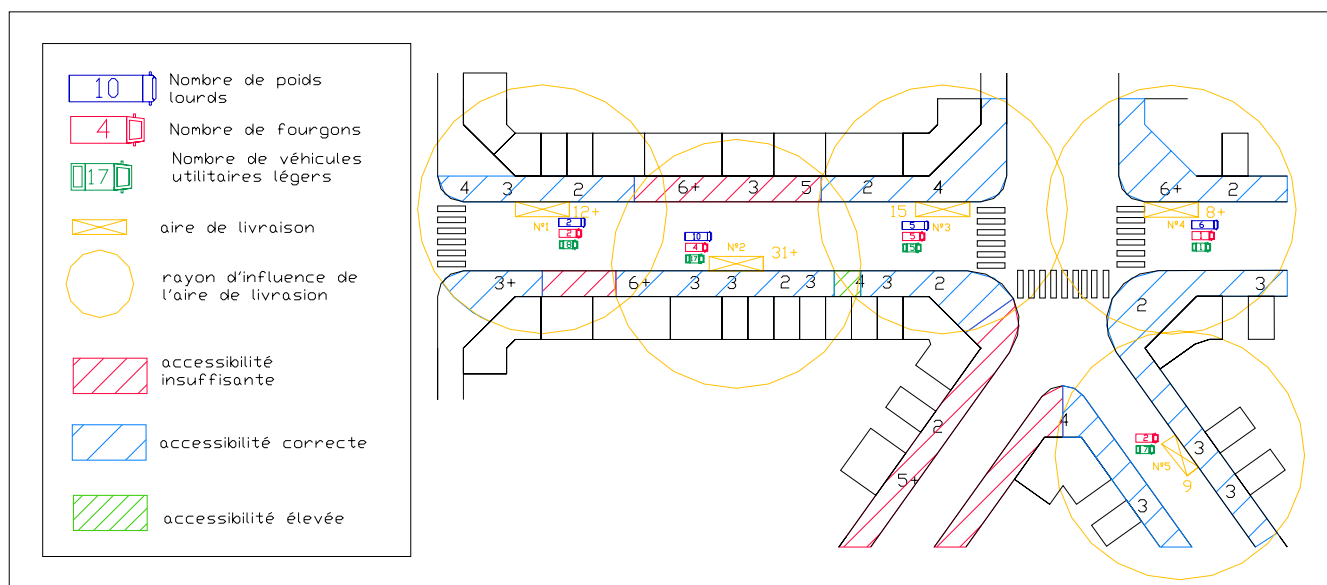 10
Nombre de poids
lourds
4
Nombre de fourgons
17
Nombre de véhicules
utilitaires légers
aire de livraison
rayon d'influence de
l'aire de livrasion
accessibilité
insuffisante
accessibilité correcte
accessibilité élevée
4 3 2 6+ 3 5 2 4 6+ 2
12+ 15 8+
N°1 N°3 N°4
2 5 6
2 5 1
8 5 1
10
4
17
N°2
31+
3+ 6+ 3 3 2 3 4 3 2 3
2
2
4
5+
2
7
N°5
9
3
3
3